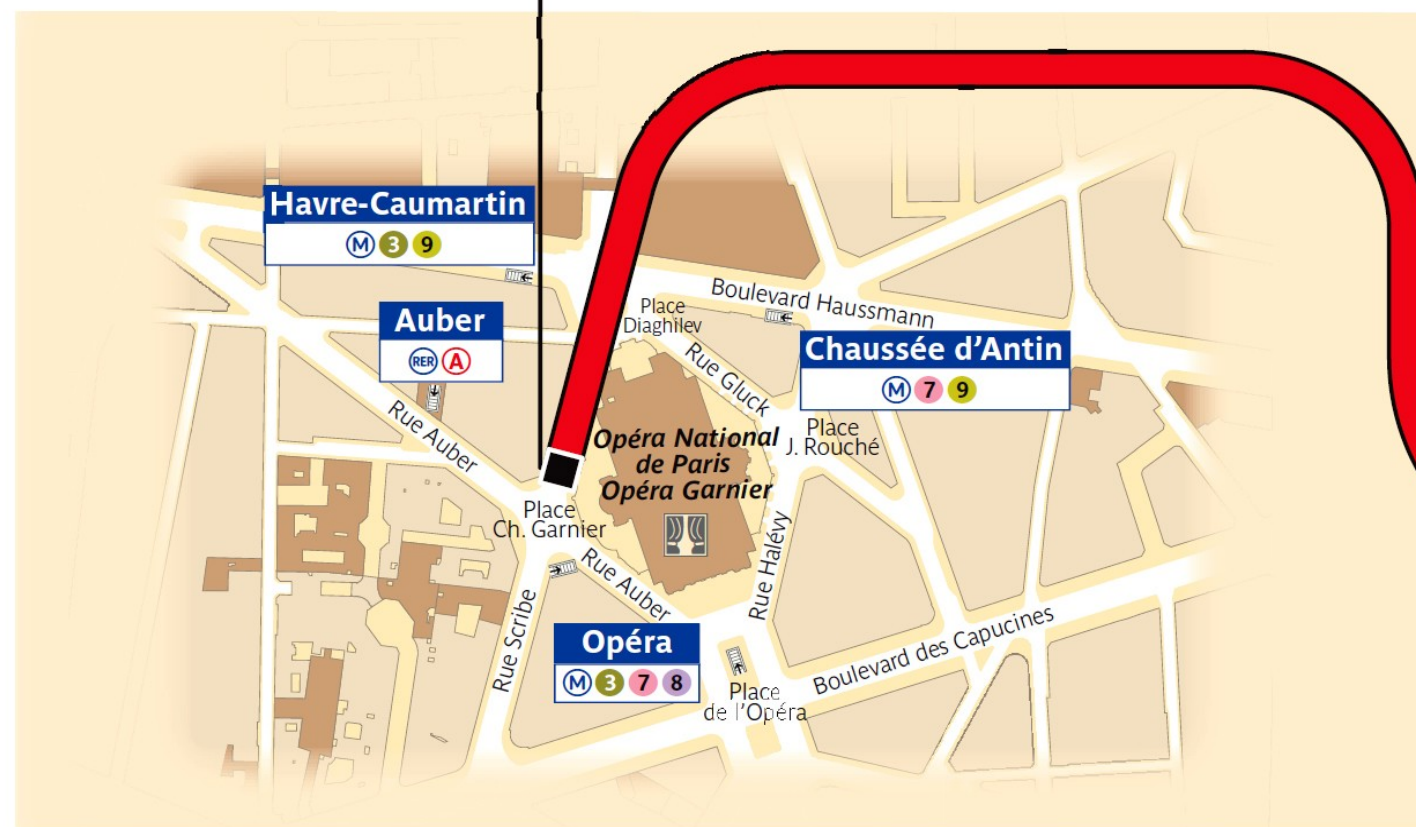 Havre-Caumartin
M 3 9
Auber
RER A
Boulevard Haussmann
Place
Diaghilev
Rue Gluck
Chaussée d'Antin
M 7 9
Rue Auber
Opéra National
de Paris
Opéra Garnier
Place
J. Rouché
Place
Ch. Garnier
Rue Auber
Rue Halévy
Rue Scribe
Opéra
M 3 7 8
Place
de l'Opéra
Boulevard des Capucines